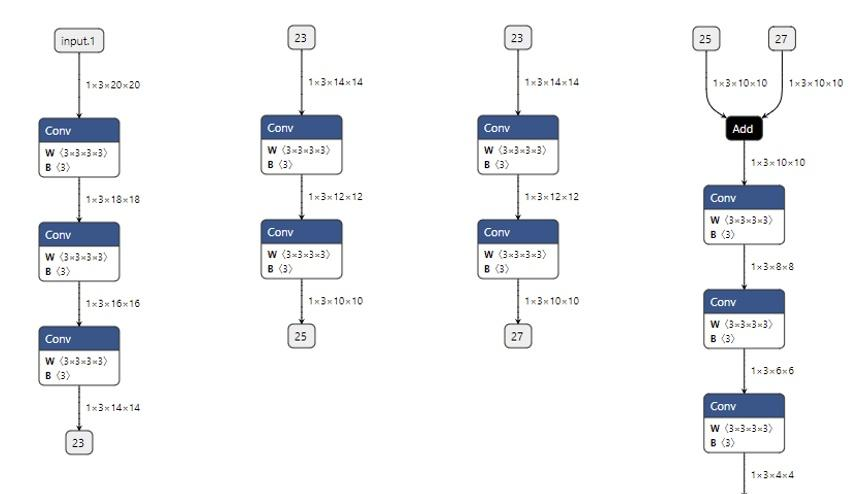 input.1
1×3×20×20
Conv
W ⟨3×3×3×3⟩
B ⟨3⟩
1×3×18×18
Conv
W ⟨3×3×3×3⟩
B ⟨3⟩
1×3×16×16
Conv
W ⟨3×3×3×3⟩
B ⟨3⟩
1×3×14×14
23
23
1×3×14×14
Conv
W ⟨3×3×3×3⟩
B ⟨3⟩
1×3×12×12
Conv
W ⟨3×3×3×3⟩
B ⟨3⟩
1×3×10×10
25
23
1×3×14×14
Conv
W ⟨3×3×3×3⟩
B ⟨3⟩
1×3×12×12
Conv
W ⟨3×3×3×3⟩
B ⟨3⟩
1×3×10×10
27
25
27
1×3×10×10
1×3×10×10
Add
1×3×10×10
Conv
W ⟨3×3×3×3⟩
B ⟨3⟩
1×3×8×8
Conv
W ⟨3×3×3×3⟩
B ⟨3⟩
1×3×6×6
Conv
W ⟨3×3×3×3⟩
B ⟨3⟩
1×3×4×4